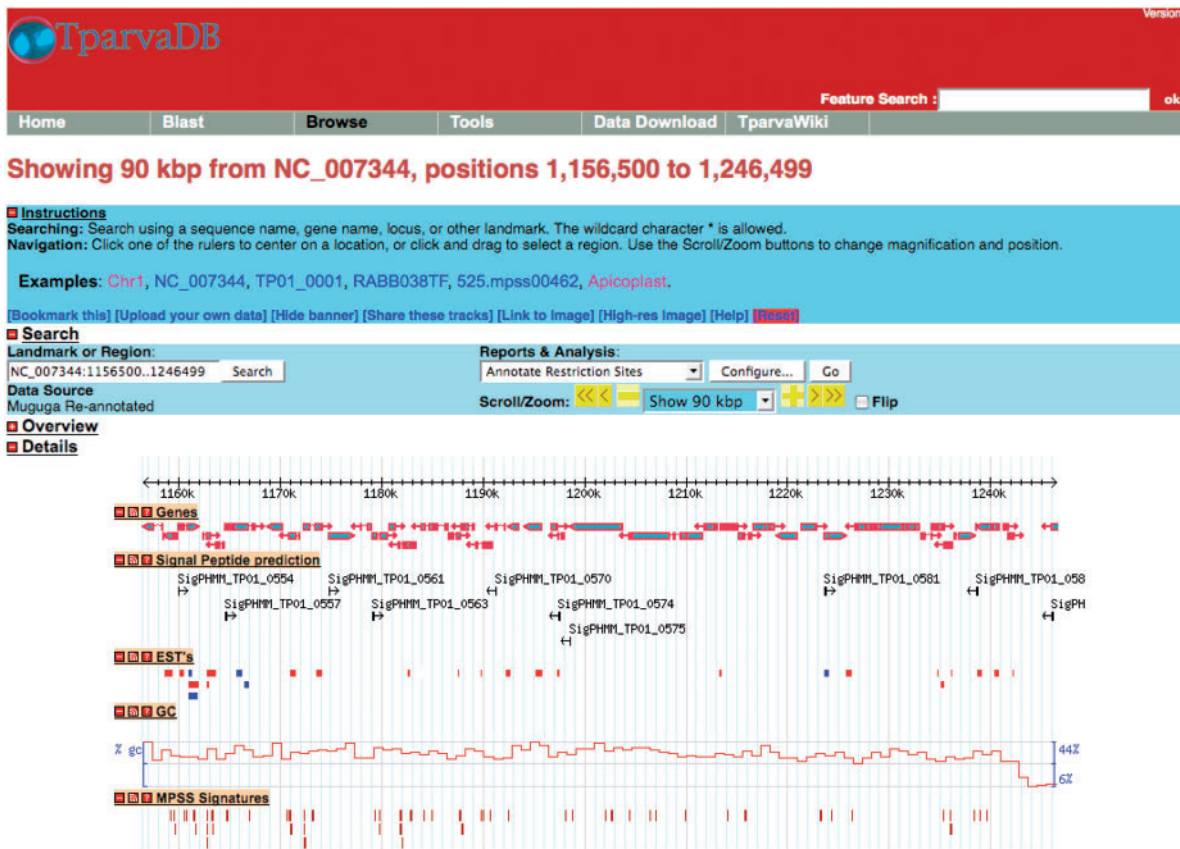 Version
TparvaDB
Feature Search : ok
Home Blast Browse Tools Data Download TparvaWiki
Showing 90 kbp from NC_007344, positions 1,156,500 to 1,246,499
Instructions
Searching: Search using a sequence name, gene name, locus, or other landmark. The wildcard character * is allowed.
Navigation: Click one of the rulers to center on a location, or click and drag to select a region. Use the Scroll/Zoom buttons to change magnification and position.
Examples: Chr1, NC_007344, TP01_0001, RABB038TF, 525.mpss00462, Apicoplast.
[Bookmark this] [Upload your own data] [Hide banner] [Share these tracks] [Link to Image] [High-res Image] [Help] [Reset]
Search
Landmark or Region: Reports & Analysis:
NC_007344:1156500..1246499 Search Annotate Restriction Sites Configure... Go
Data Source
Muguga Re-annotated Scroll/Zoom: Show 90 kbp Flip
Overview
Details
1160k 1170k 1180k 1190k 1200k 1210k 1220k 1230k 1240k
Genes
Signal Peptide prediction
SigPHMM_TP01_0554 SigPHMM_TP01_0561 SigPHMM_TP01_0570 SigPHMM_TP01_0581 SigPHMM_TP01_058
SigPHMM_TP01_0557 SigPHMM_TP01_0563 SigPHMM_TP01_0574 SigPH
SigPHMM_TP01_0575
EST's
GC
% gc 44%
6%
MPSS Signatures